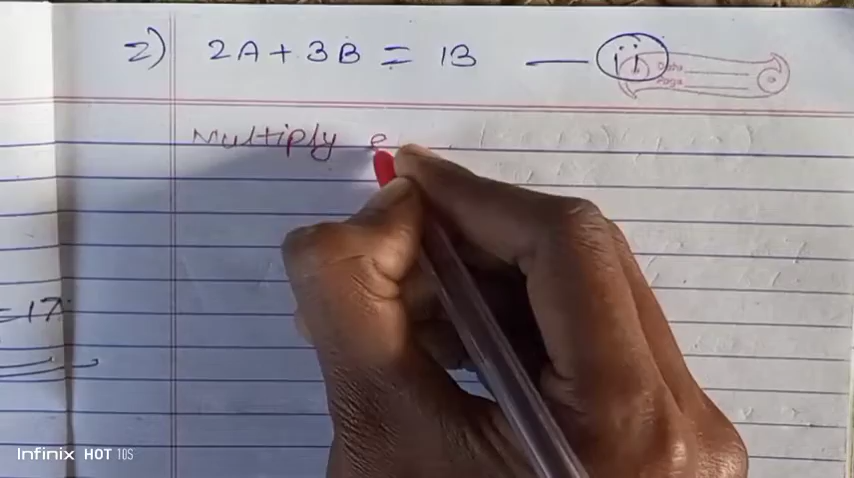 2) 2A + 3B = 13 — (ii)
Multiply e
= 17
Infinix HOT 10S